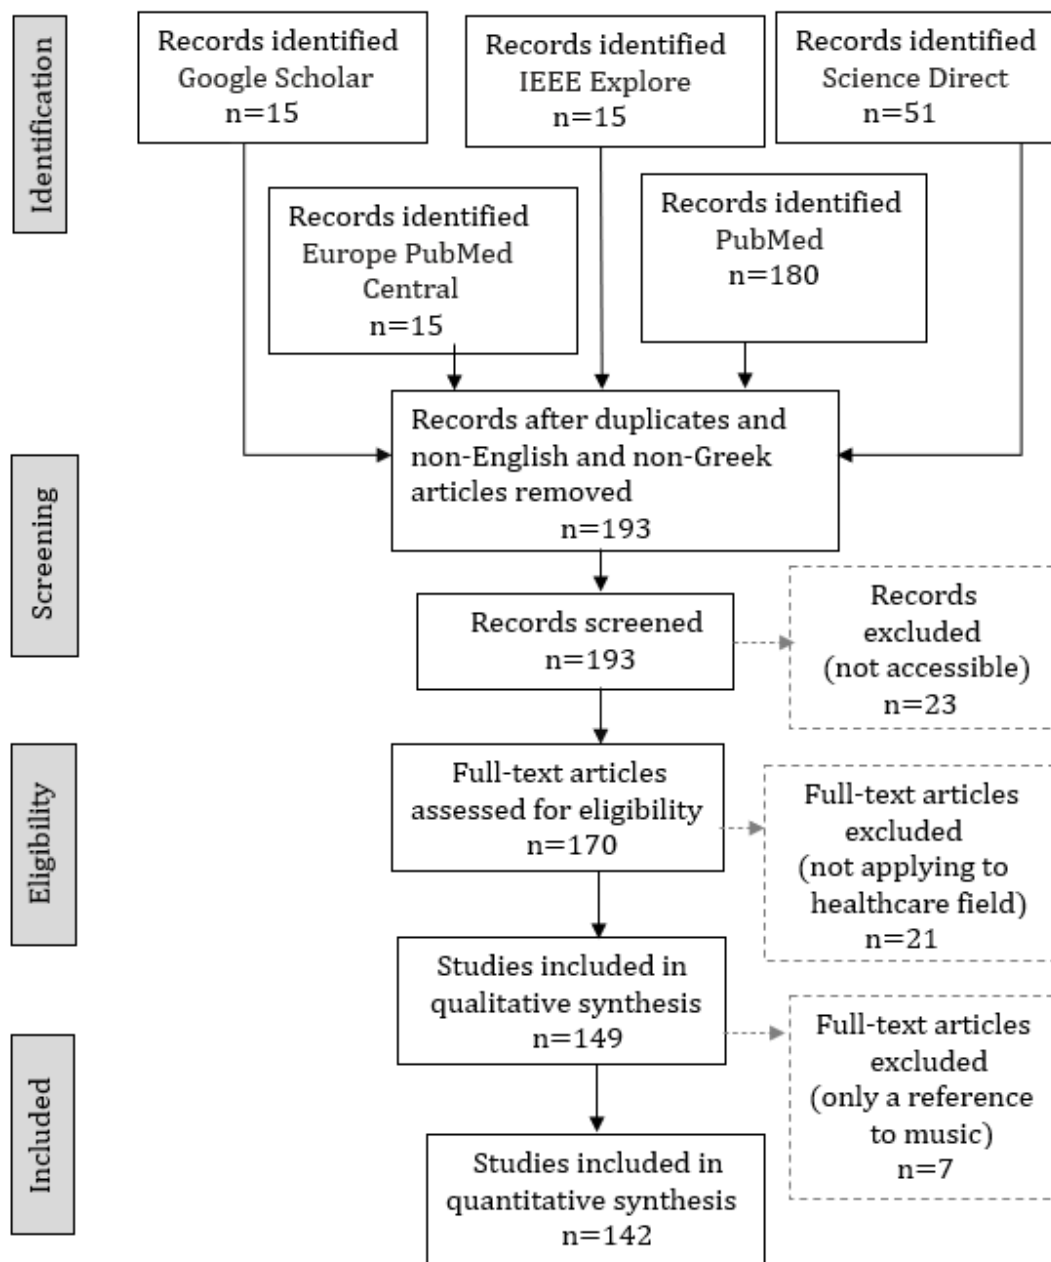 Identification
Records identified
Google Scholar
n=15
Records identified
IEEE Explore
n=15
Records identified
Science Direct
n=51
Records identified
Europe PubMed
Central
n=15
Records identified
PubMed
n=180
Records after duplicates and
non-English and non-Greek
articles removed
n=193
Screening
Records screened
n=193
Records
excluded
(not accessible)
n=23
Eligibility
Full-text articles
assessed for eligibility
n=170
Full-text articles
excluded
(not applying to
healthcare field)
n=21
Studies included in
qualitative synthesis
n=149
Full-text articles
excluded
(only a reference
to music)
n=7
Included
Studies included in
quantitative synthesis
n=142